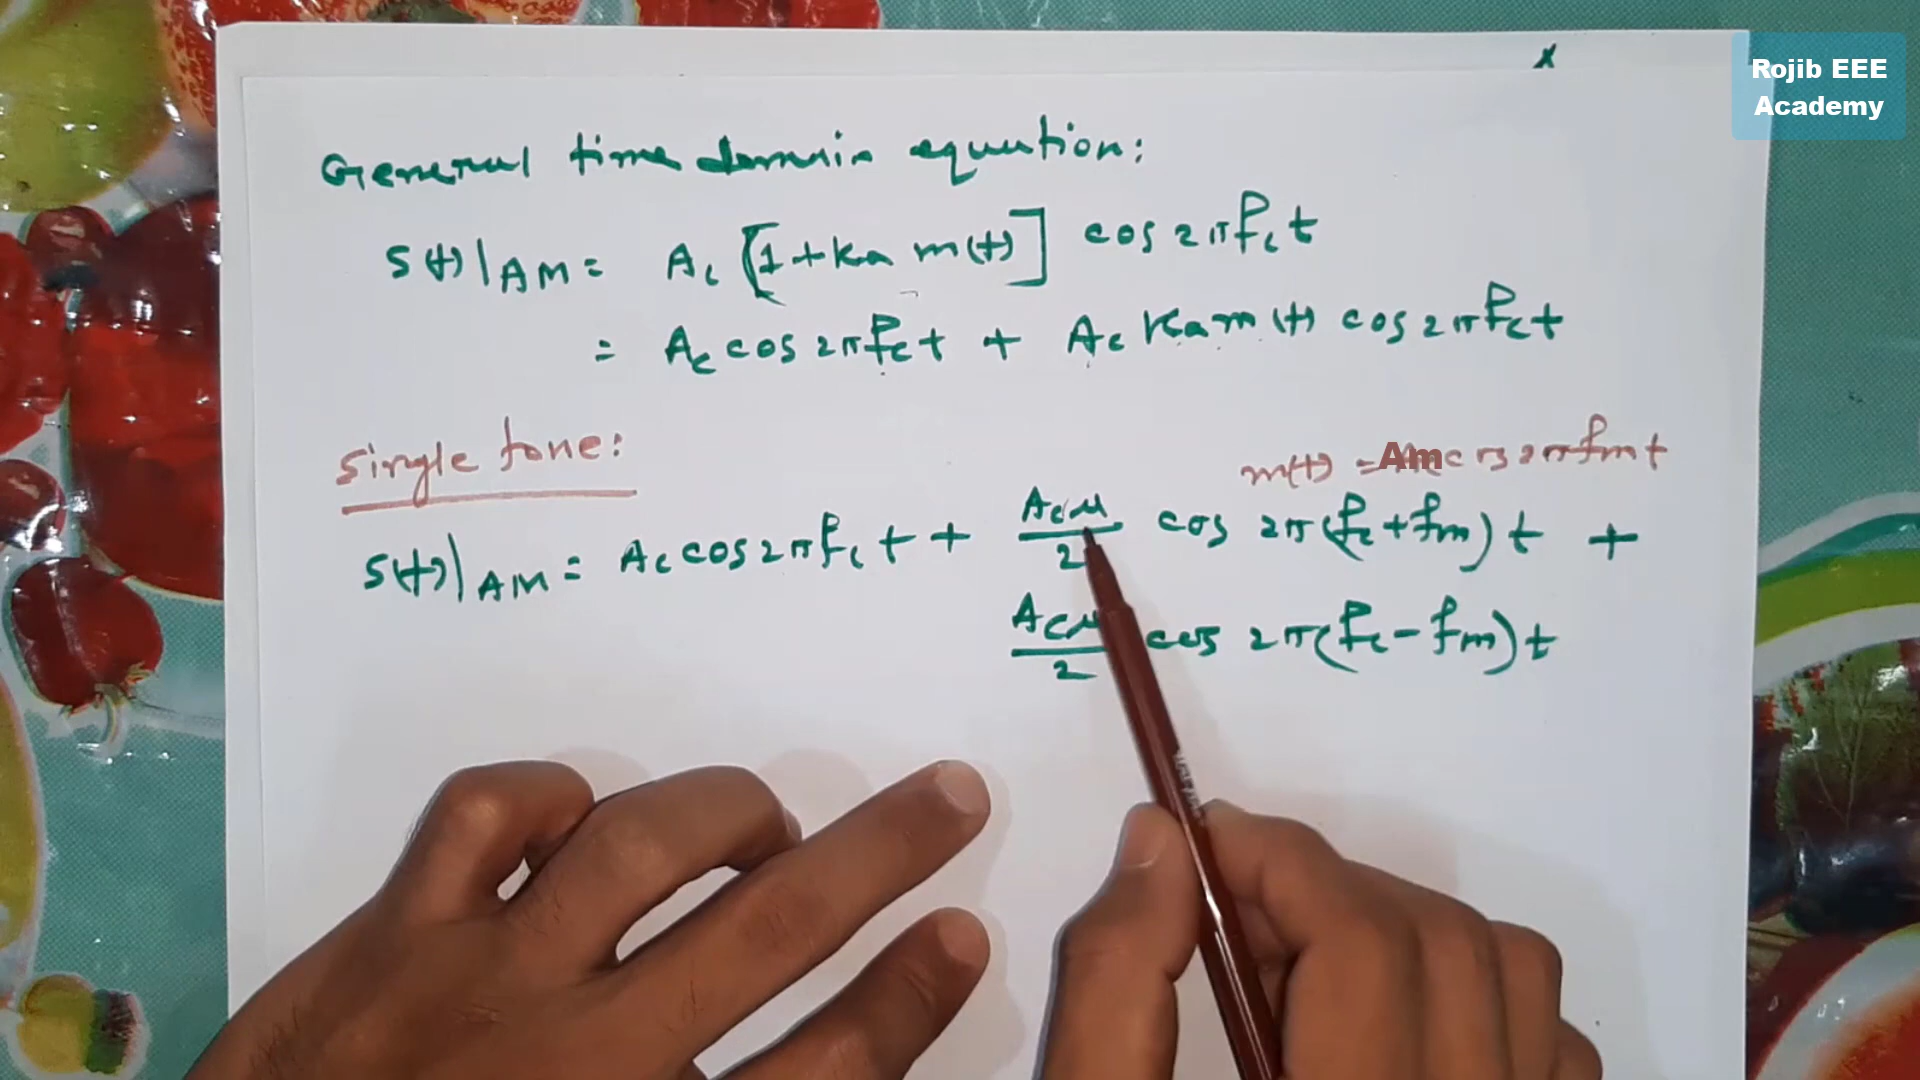 Rojib EEE
Academy
General time domain equation:
S(t)|AM = Ac [1+Ka m(t)] cos 2πfct
= Ac cos 2πfct + Ac Ka m(t) cos 2πfct
Single tone:
m(t) = Am cos 2πfmt
S(t)|AM = Ac cos 2πfct + Acμ/2 cos 2π(fc+fm)t +
Acμ/2 cos 2π(fc-fm)t